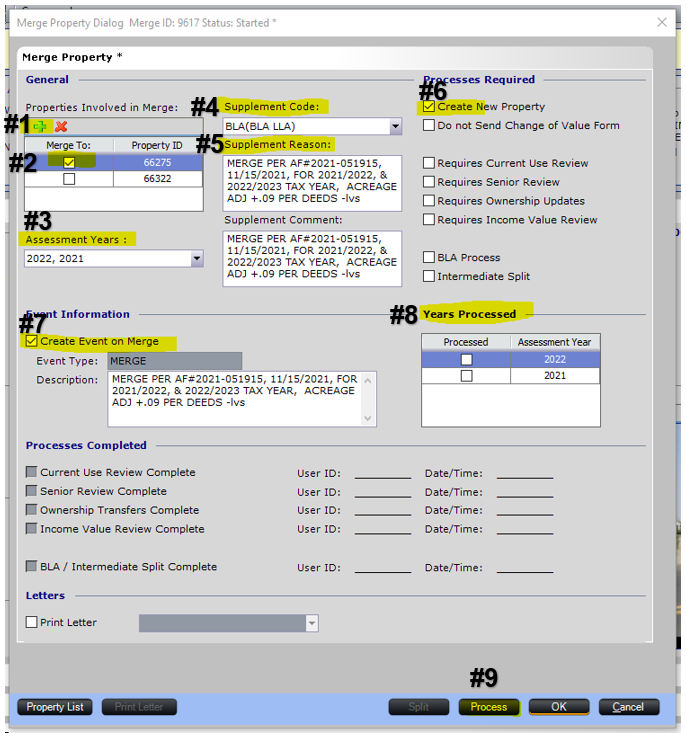 Merge Property Dialog  Merge ID: 9617 Status: Started *
Merge Property *
General
Processes Required
#6
Properties Involved in Merge:
#4 Supplement Code:
Create New Property
#1
BLA(BLA LLA)
Do not Send Change of Value Form
Merge To: Property ID
#5 Supplement Reason:
#2 66275
66322
MERGE PER AF#2021-051915,
11/15/2021, FOR 2021/2022, &
2022/2023 TAX YEAR,  ACREAGE
ADJ +.09 PER DEEDS -lvs
Requires Current Use Review
Requires Senior Review
Requires Ownership Updates
Requires Income Value Review
#3
Assessment Years :
2022, 2021
Supplement Comment:
MERGE PER AF#2021-051915,
11/15/2021, FOR 2021/2022, &
2022/2023 TAX YEAR,  ACREAGE
ADJ +.09 PER DEEDS -lvs
BLA Process
Intermediate Split
Event Information
#7
Create Event on Merge
Event Type: MERGE
Description: MERGE PER AF#2021-051915, 11/15/2021, FOR
2021/2022, & 2022/2023 TAX YEAR,  ACREAGE
ADJ +.09 PER DEEDS -lvs
#8 Years Processed
Processed Assessment Year
2022
2021
Processes Completed
Current Use Review Complete User ID: Date/Time:
Senior Review Complete User ID: Date/Time:
Ownership Transfers Complete User ID: Date/Time:
Income Value Review Complete User ID: Date/Time:
BLA / Intermediate Split Complete User ID: Date/Time:
Letters
Print Letter
#9
Property List Print Letter Split Process OK Cancel